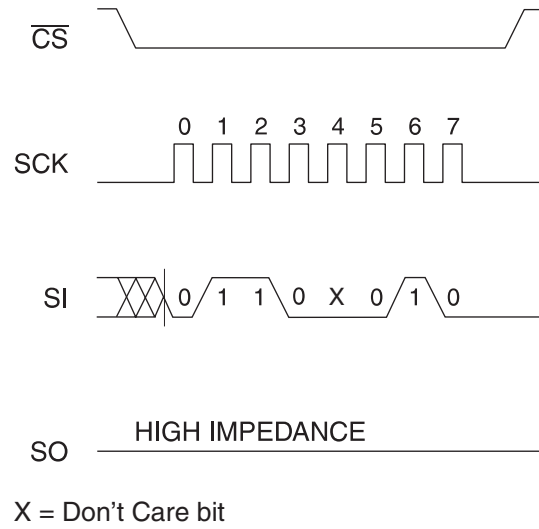 C̅S̅
0 1 2 3 4 5 6 7
SCK
SI 0 1 1 0 X 0 1 0
HIGH IMPEDANCE
SO
X = Don't Care bit